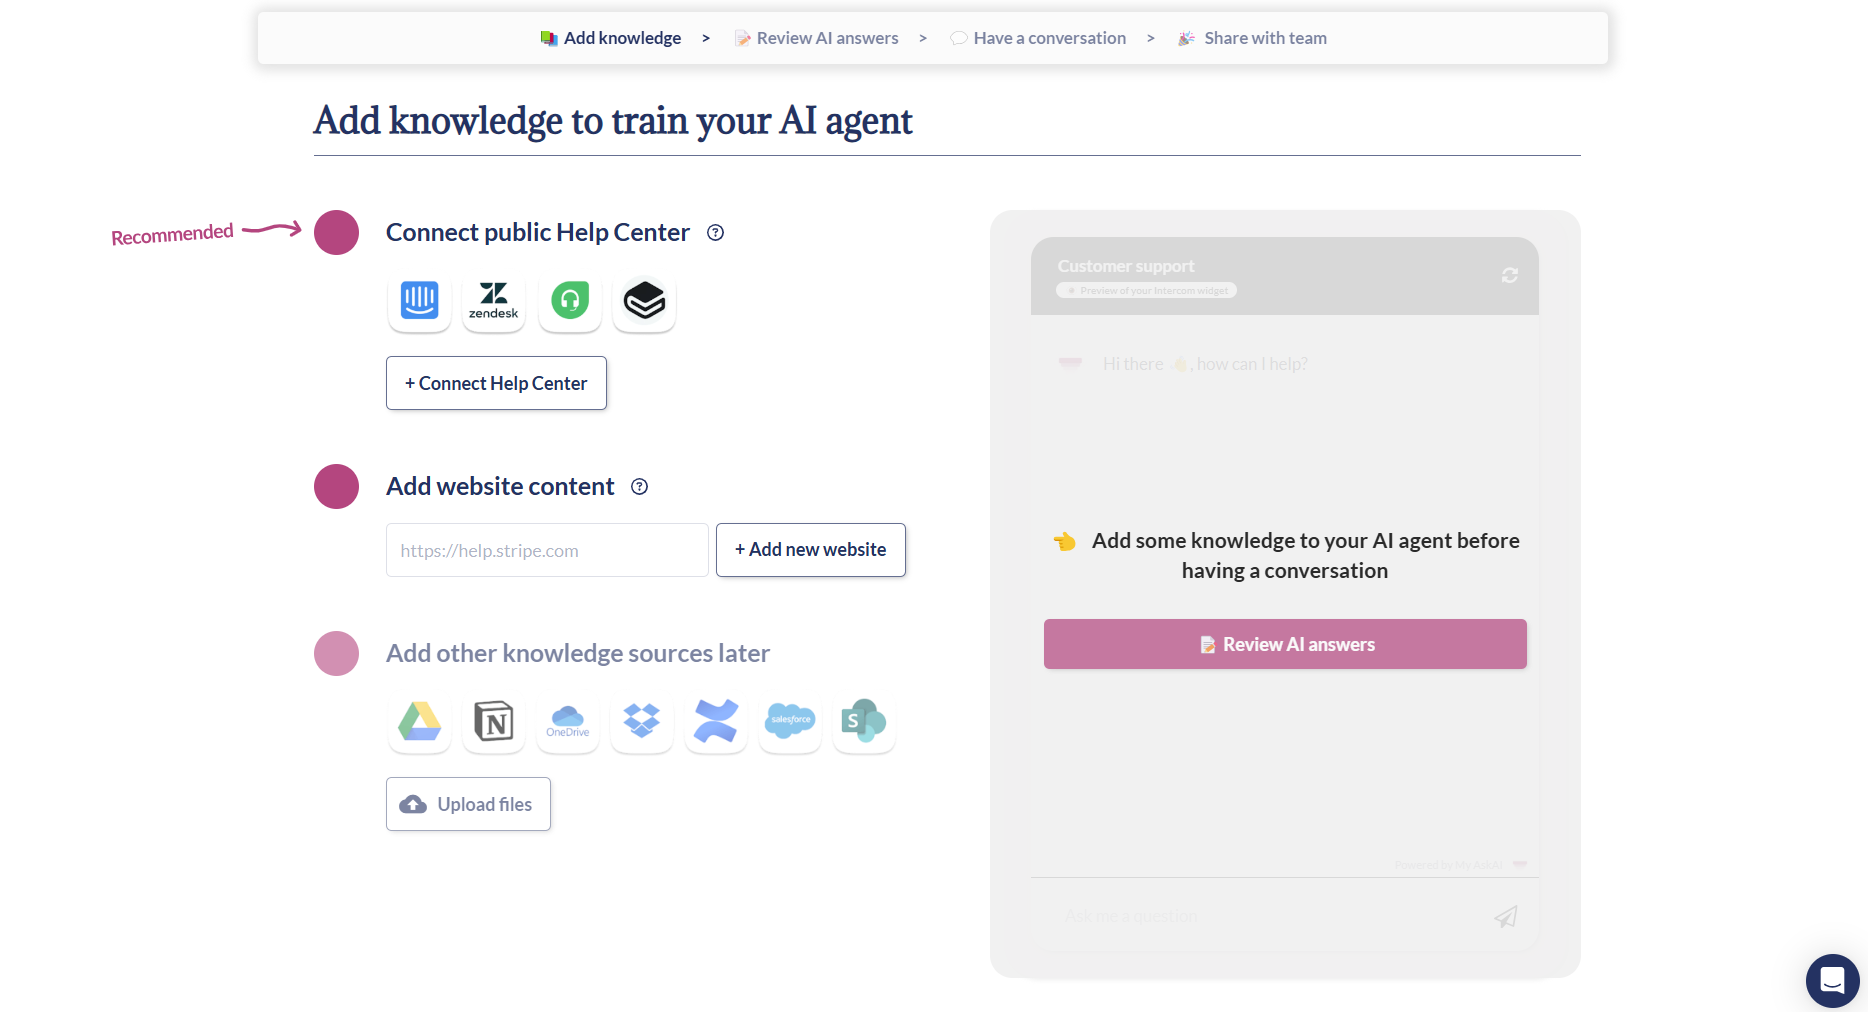 Add knowledge > Review AI answers > Have a conversation > Share with team
Add knowledge to train your AI agent
Recommended
Connect public Help Center ?
zendesk
+ Connect Help Center
Add website content ?
https://help.stripe.com
+ Add new website
Add other knowledge sources later
N
OneDrive
salesforce
S
Upload files
Customer support
Preview of your Intercom widget
Hi there , how can I help?
Add some knowledge to your AI agent before
having a conversation
Review AI answers
Powered by My AskAI
Ask me a question